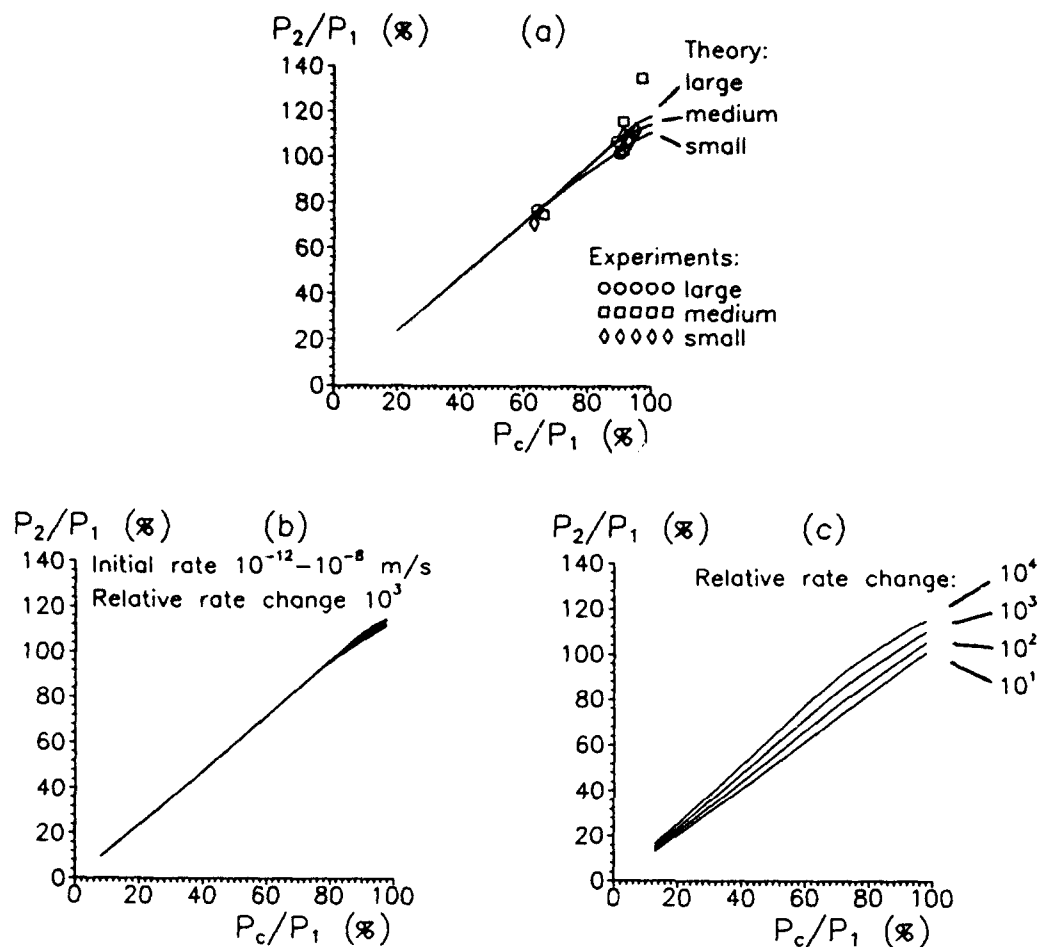 P₂/P₁ (%)
(a)
140
120
100
80
60
40
20
0
0 20 40 60 80 100
P_c/P₁ (%)
Theory:
large
medium
small
Experiments:
large
medium
small
P₂/P₁ (%)
(b)
Initial rate 10⁻¹²–10⁻⁸ m/s
Relative rate change 10³
140
120
100
80
60
40
20
0
0 20 40 60 80 100
P_c/P₁ (%)
P₂/P₁ (%)
(c)
Relative rate change:
10⁴
10³
10²
10¹
140
120
100
80
60
40
20
0
0 20 40 60 80 100
P_c/P₁ (%)